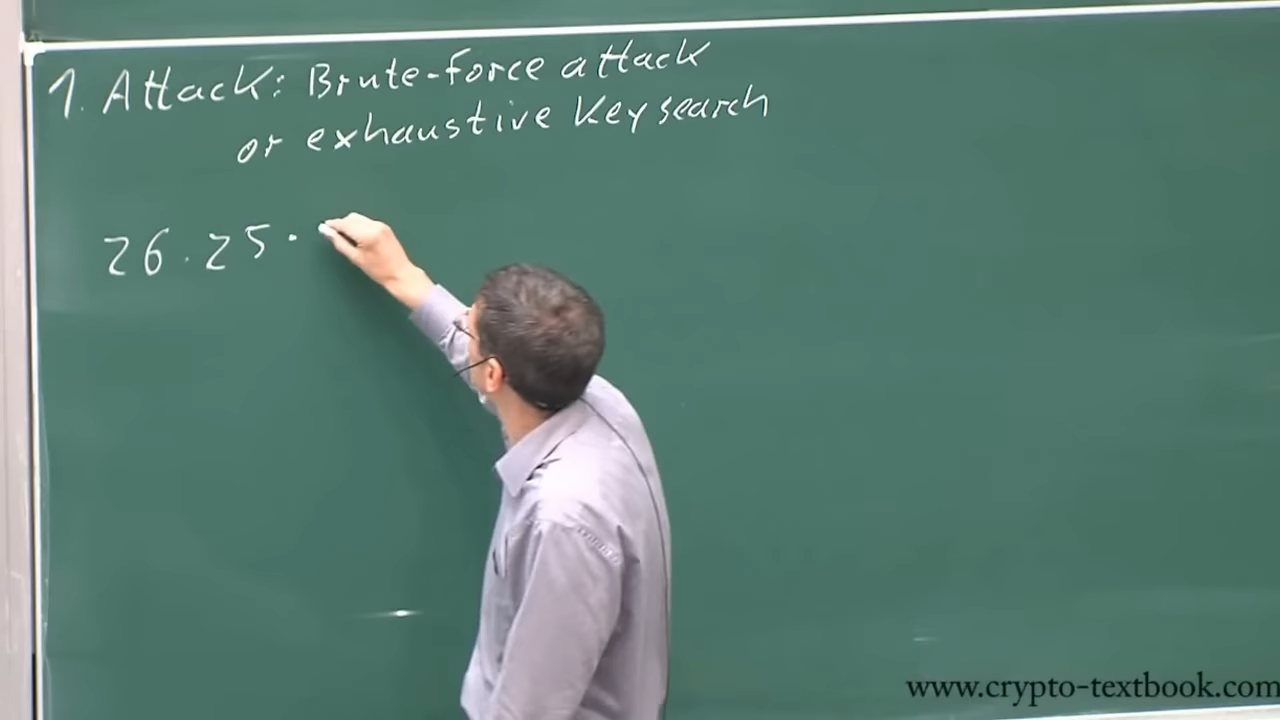 1. Attack: Brute-force attack
or exhaustive key search
26 . 25 .
www.crypto-textbook.com